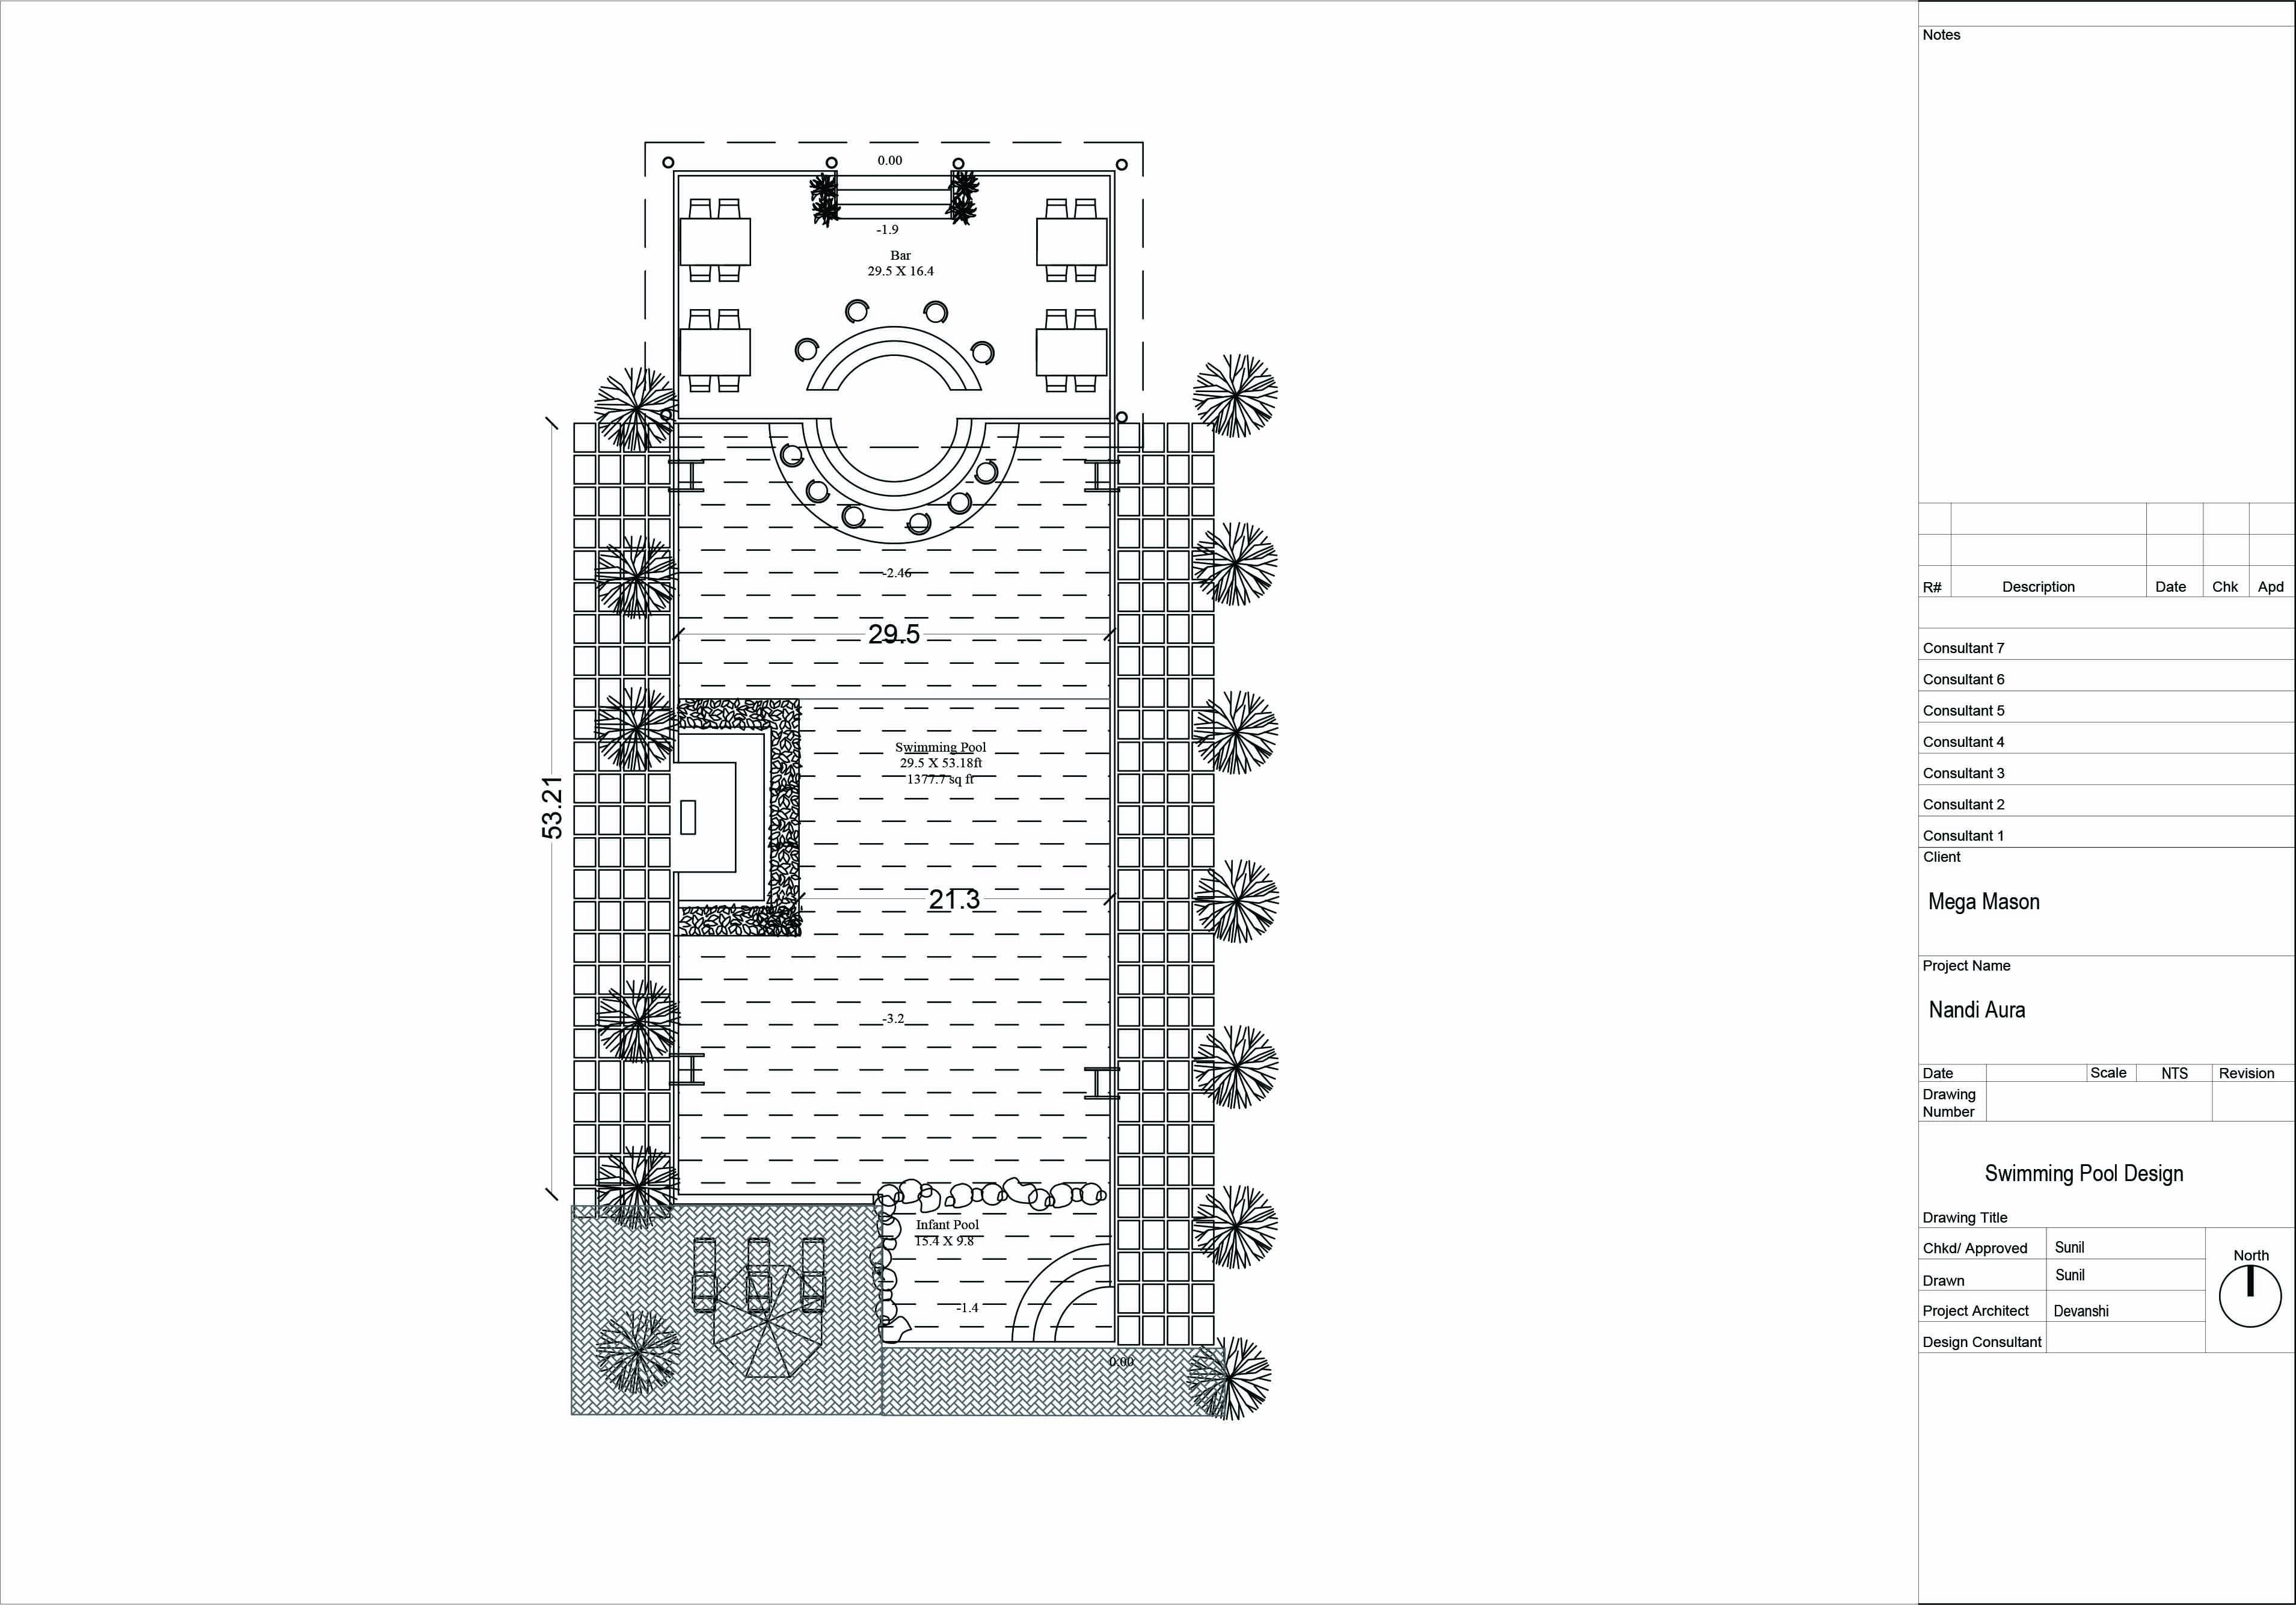 0.00
-1.9
Bar
29.5 X 16.4
-2.46
29.5
Swimming Pool
29.5 X 53.18ft
1377.7 sq ft
53.21
21.3
-3.2
Infant Pool
15.4 X 9.8
-1.4
0.00
Notes
R# Description Date Chk Apd
Consultant 7
Consultant 6
Consultant 5
Consultant 4
Consultant 3
Consultant 2
Consultant 1
Client
Mega Mason
Project Name
Nandi Aura
Date Scale NTS Revision
Drawing
Number
Swimming Pool Design
Drawing Title
Chkd/ Approved Sunil
North
Drawn Sunil
Project Architect Devanshi
Design Consultant